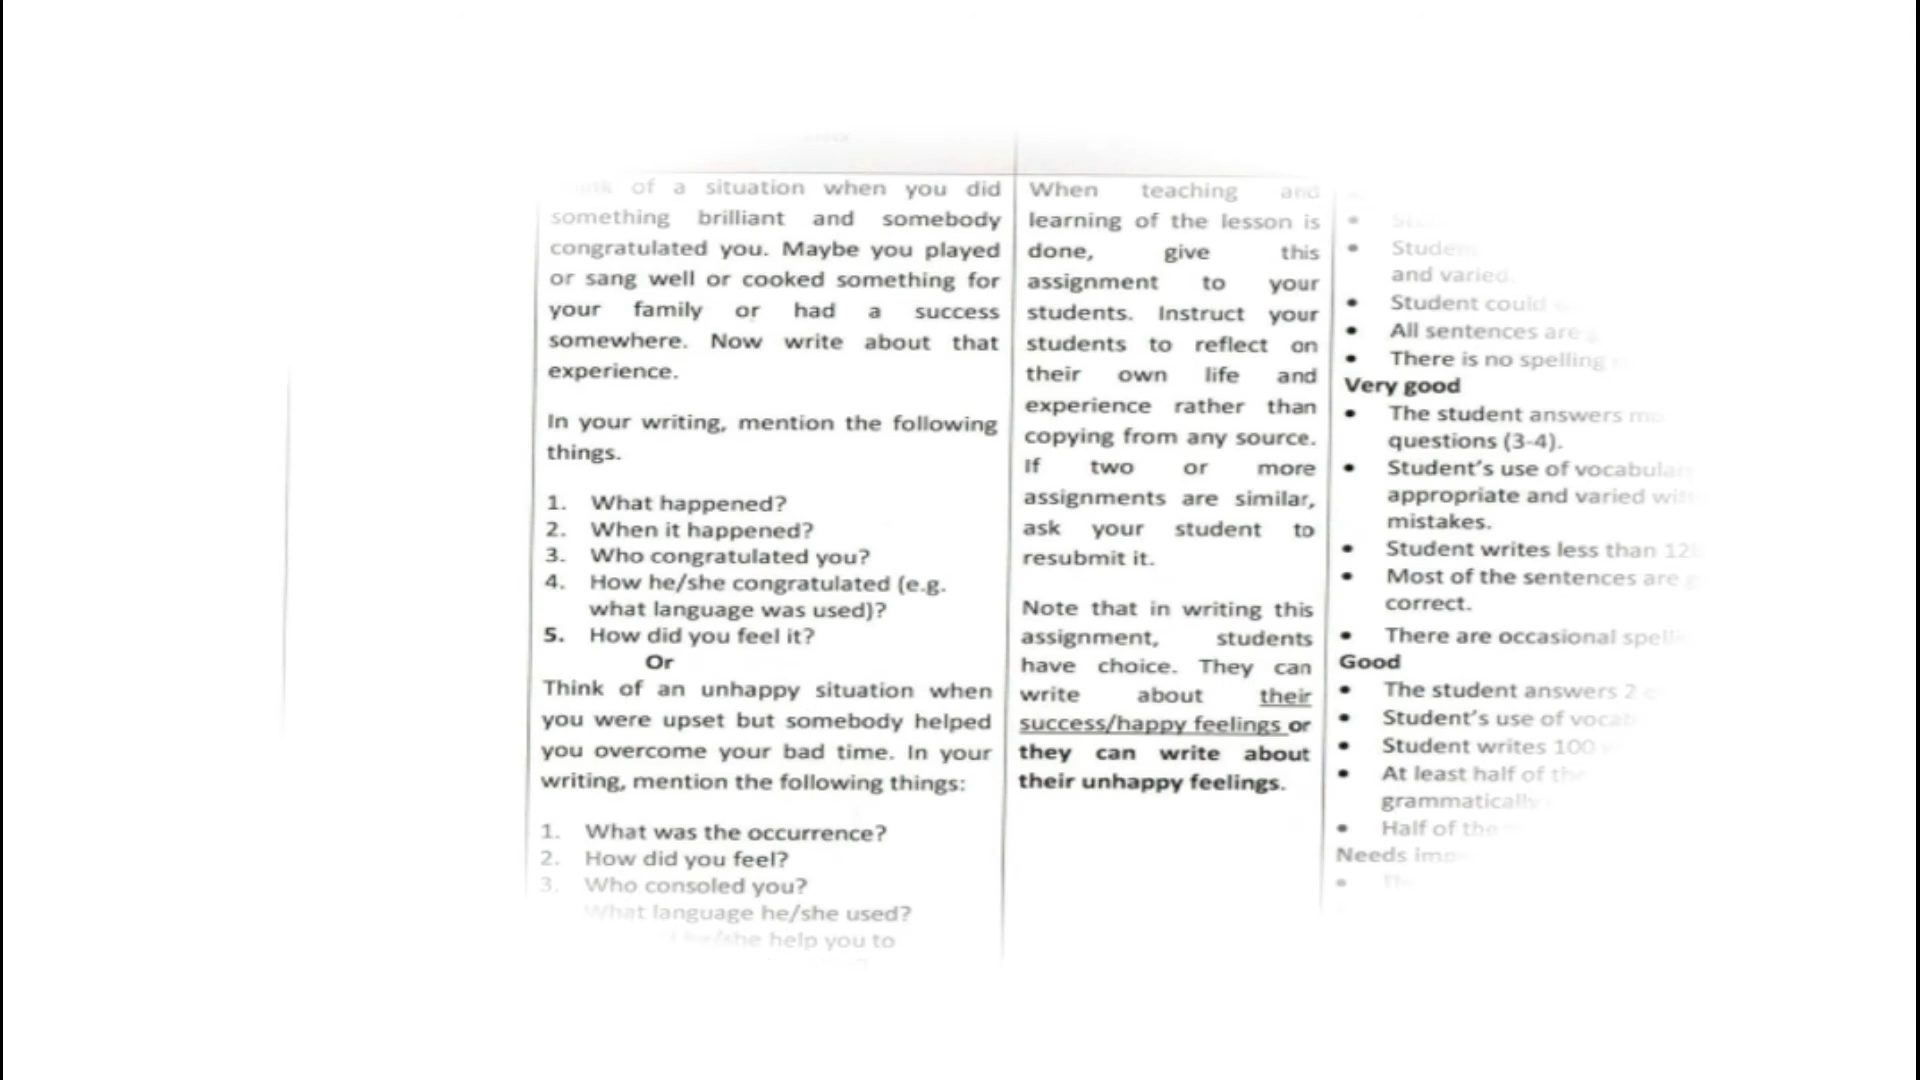 of a situation when you did
something brilliant and somebody
congratulated you. Maybe you played
or sang well or cooked something for
your family or had a success
somewhere. Now write about that
experience.
In your writing, mention the following
things.
1. What happened?
2. When it happened?
3. Who congratulated you?
4. How he/she congratulated (e.g.
what language was used)?
5. How did you feel it?
Or
Think of an unhappy situation when
you were upset but somebody helped
you overcome your bad time. In your
writing, mention the following things:
1. What was the occurrence?
2. How did you feel?
3. Who consoled you?
What language he/she used?
he/she help you to
When teaching and
learning of the lesson is
done, give this
assignment to your
students. Instruct your
students to reflect on
their own life and
experience rather than
copying from any source.
If two or more
assignments are similar,
ask your student to
resubmit it.
Note that in writing this
assignment, students
have choice. They can
write about their
success/happy feelings or
they can write about
their unhappy feelings.
•
• 
and varied.
• Student could
• All sentences are
• There is no spelling
Very good
• The student answers
questions (3-4).
• Student's use of
appropriate and varied
mistakes.
• Student writes less than
• Most of the sentences are
correct.
• There are occasional
Good
• The student answers 2
• Student's use of
• Student writes 100
• At least half of the
grammatically
• Half of the
Needs
•